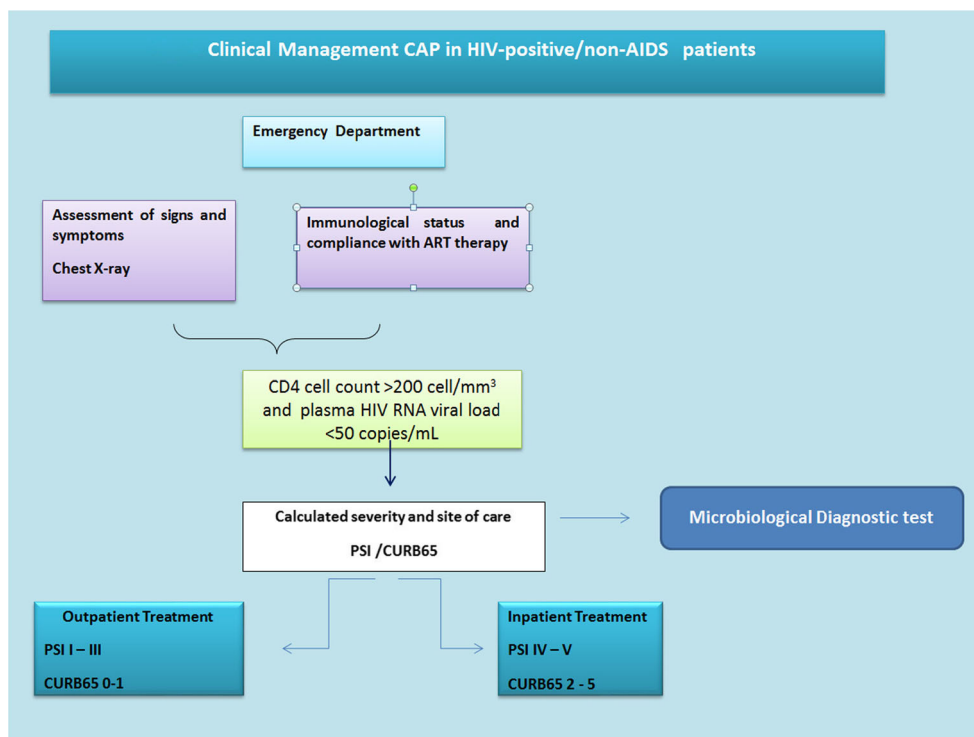 Clinical Management CAP in HIV-positive/non-AIDS patients
Emergency Department
Assessment of signs and
symptoms
Chest X-ray
Immunological status and
compliance with ART therapy
CD4 cell count >200 cell/mm³
and plasma HIV RNA viral load
<50 copies/mL
Calculated severity and site of care
PSI /CURB65
Microbiological Diagnostic test
Outpatient Treatment
PSI I – III
CURB65 0-1
Inpatient Treatment
PSI IV – V
CURB65 2 - 5